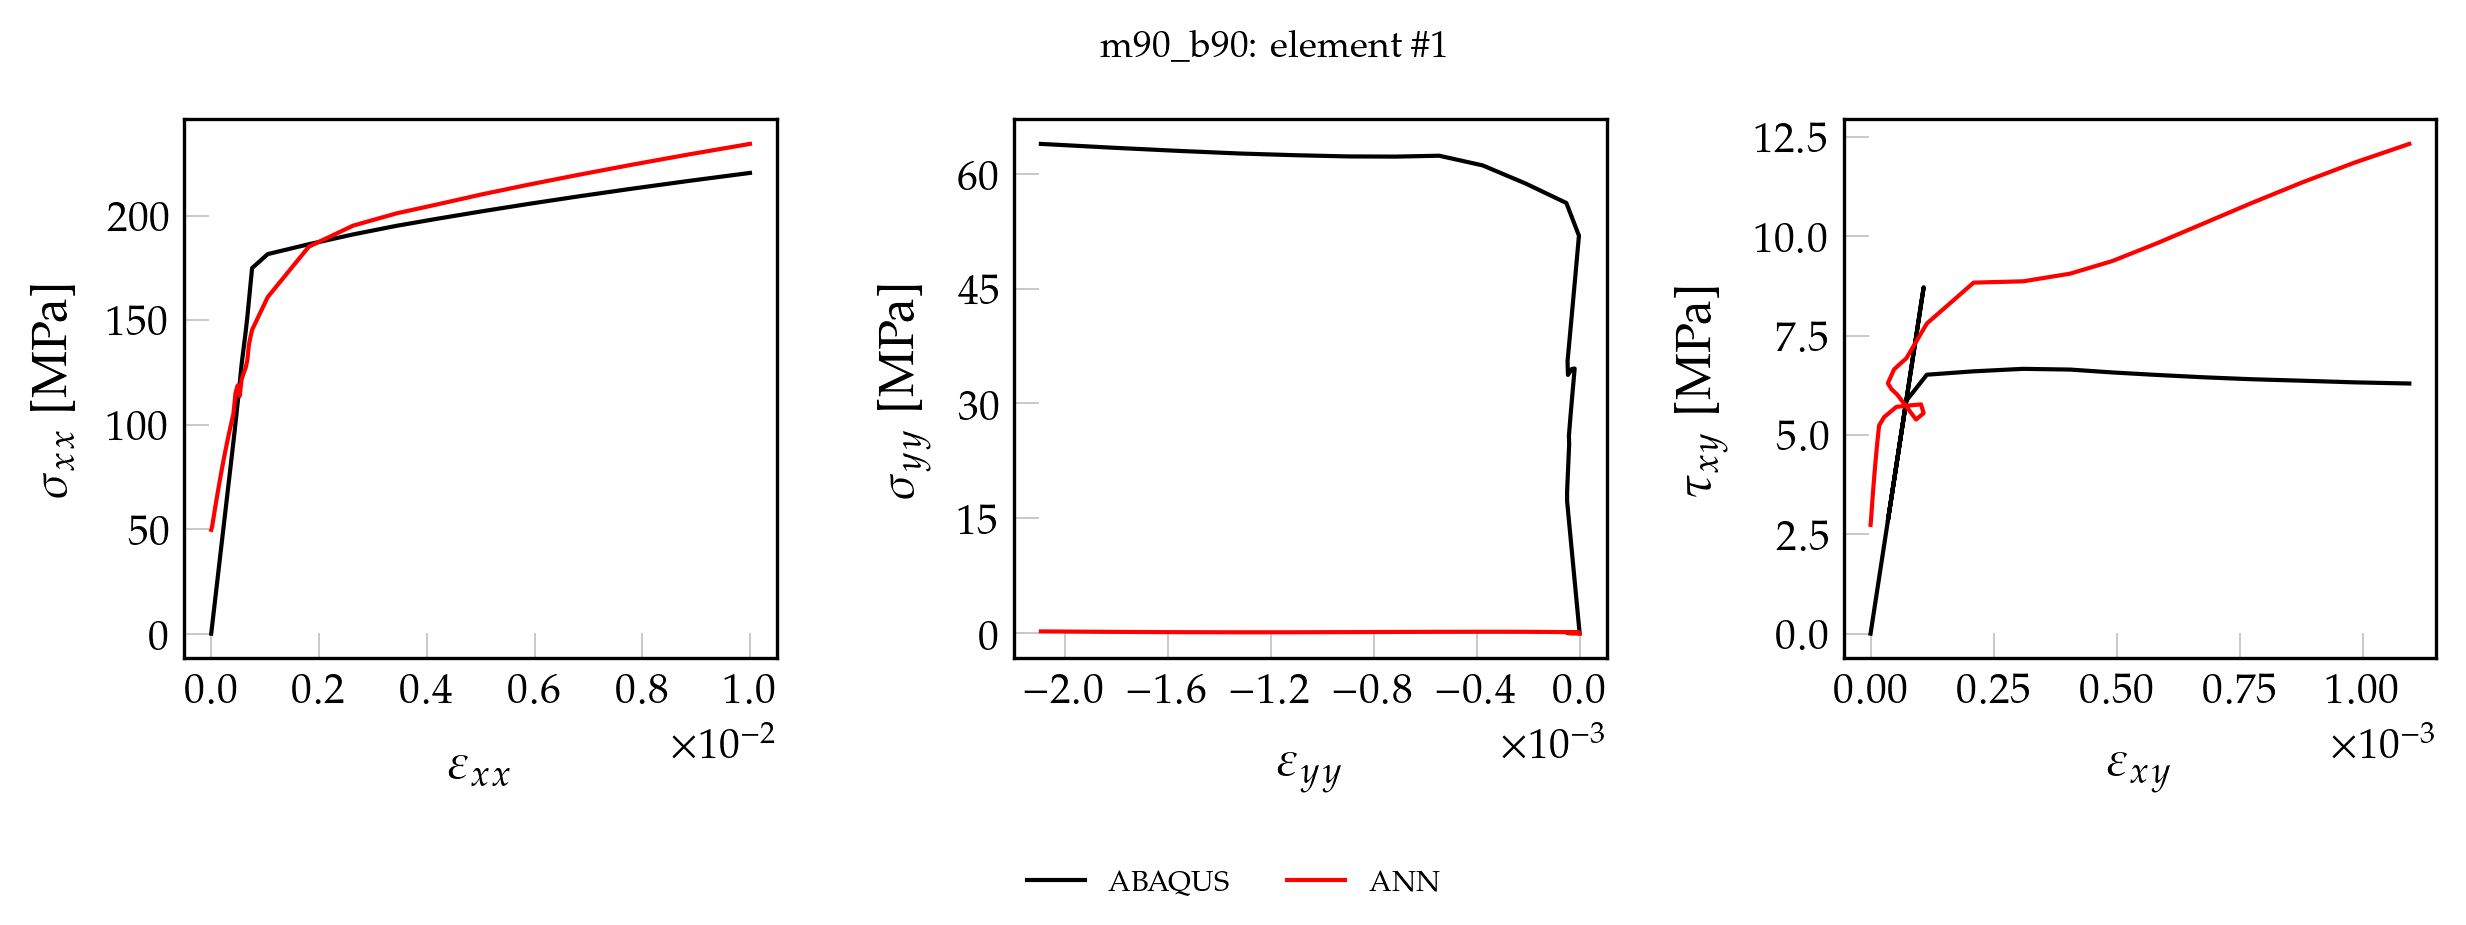 m90_b90: element #1
σxx [MPa]
200
150
100
50
0
0.0 0.2 0.4 0.6 0.8 1.0
×10−2
εxx
σyy [MPa]
60
45
30
15
0
−2.0 −1.6 −1.2 −0.8 −0.4 0.0
×10−3
εyy
τxy [MPa]
12.5
10.0
7.5
5.0
2.5
0.0
0.00 0.25 0.50 0.75 1.00
×10−3
εxy
ABAQUS ANN